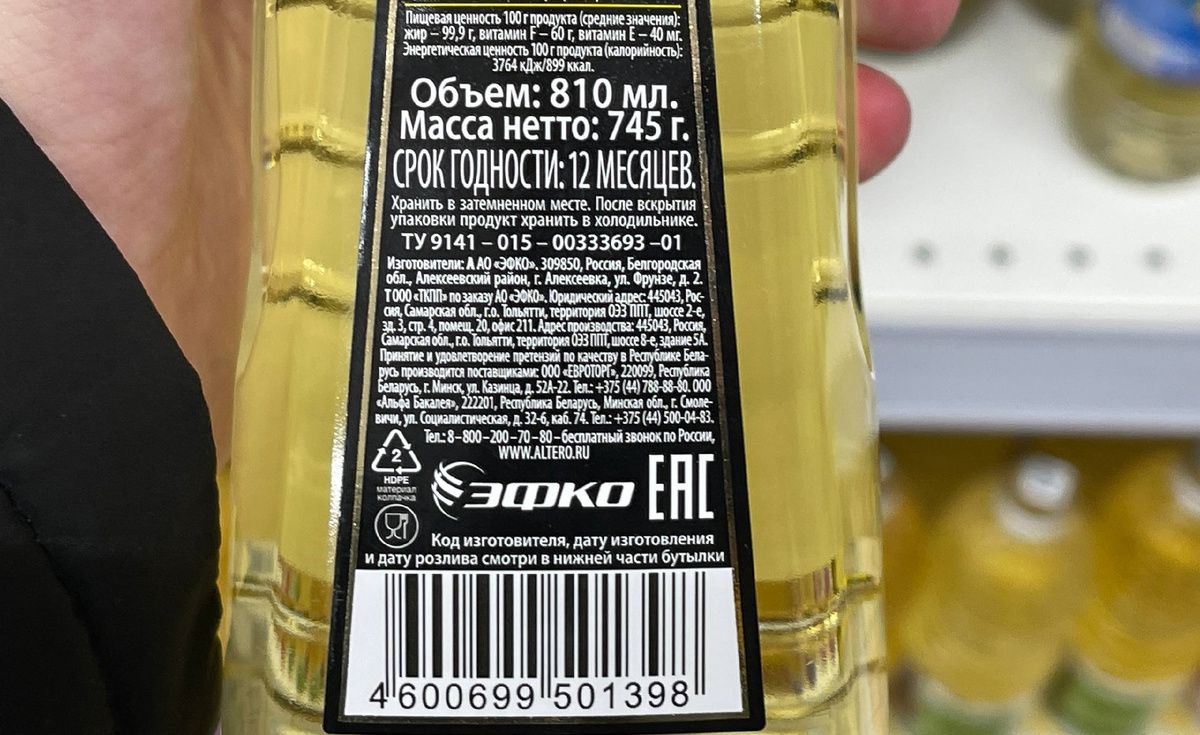 Пищевая ценность 100 г продукта (средние значения):
жир – 99,9 г, витамин F – 60 г, витамин Е – 40 мг.
Энергетическая ценность 100 г продукта (калорийность):
3764 кДж/899 ккал.
Объем: 810 мл.
Масса нетто: 745 г.
СРОК ГОДНОСТИ: 12 МЕСЯЦЕВ.
Хранить в затемненном месте. После вскрытия
упаковки продукт хранить в холодильнике.
ТУ 9141 – 015 – 00333693 –01
Изготовители: А АО «ЭФКО». 309850, Россия, Белгородская
обл., Алексеевский район, г. Алексеевка, ул. Фрунзе, д. 2.
Т ООО «ТКПП» по заказу АО «ЭФКО». Юридический адрес: 445043, Рос-
сия, Самарская обл., г.о. Тольятти, территория ОЭЗ ППТ, шоссе 2-е,
зд. 3, стр. 4, помещ. 20, офис 211. Адрес производства: 445043, Россия,
Самарская обл., г.о. Тольятти, территория ОЭЗ ППТ, шоссе 8-е, здание 5А.
Принятие и удовлетворение претензий по качеству в Республике Бела-
русь производится поставщиками: ООО «ЕВРОТОРГ», 220099, Республика
Беларусь, г. Минск, ул. Казинца, д. 52А-22. Тел.: +375 (44) 788-88-80. ООО
«Альфа Бакалея», 222201, Республика Беларусь, Минская обл., г. Смоле-
вичи, ул. Социалистическая, д. 32-6, каб. 74. Тел.: +375 (44) 500-04-83.
Тел.: 8–800–200–70–80 – бесплатный звонок по России,
WWW.ALTERO.RU
2
HDPE
материал
колпачка
ЭФКО
ЕАС
Код изготовителя, дату изготовления
и дату розлива смотри в нижней части бутылки
4 600699 501398